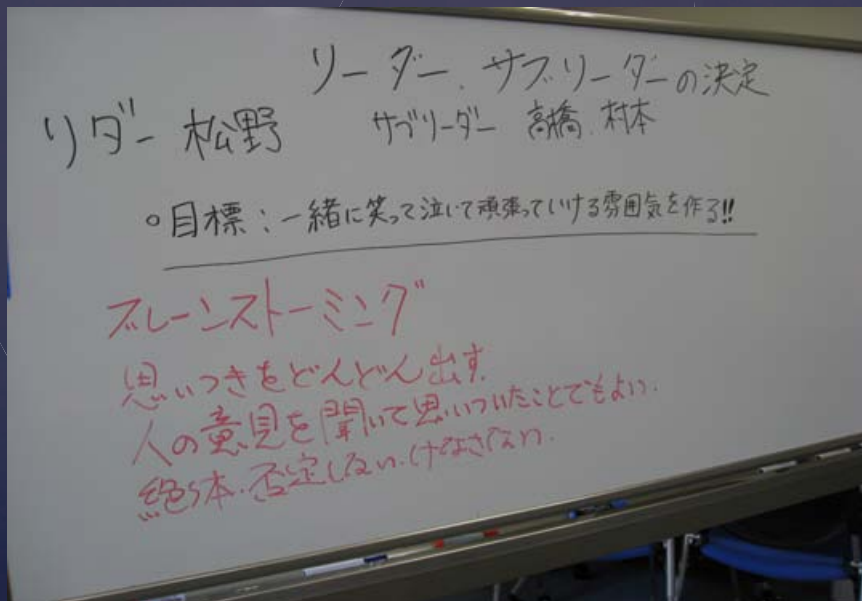 リーダー、サブリーダーの決定
リダー 松野 サブリーダー 高橋、村本
○目標：一緒に笑って泣いて頑張っていける雰囲気を作る!!
ブレーンストーミング
思いつきをどんどん出す
人の意見を聞いて思いついたことでもよい.
絶対.否定しない.けなさない.